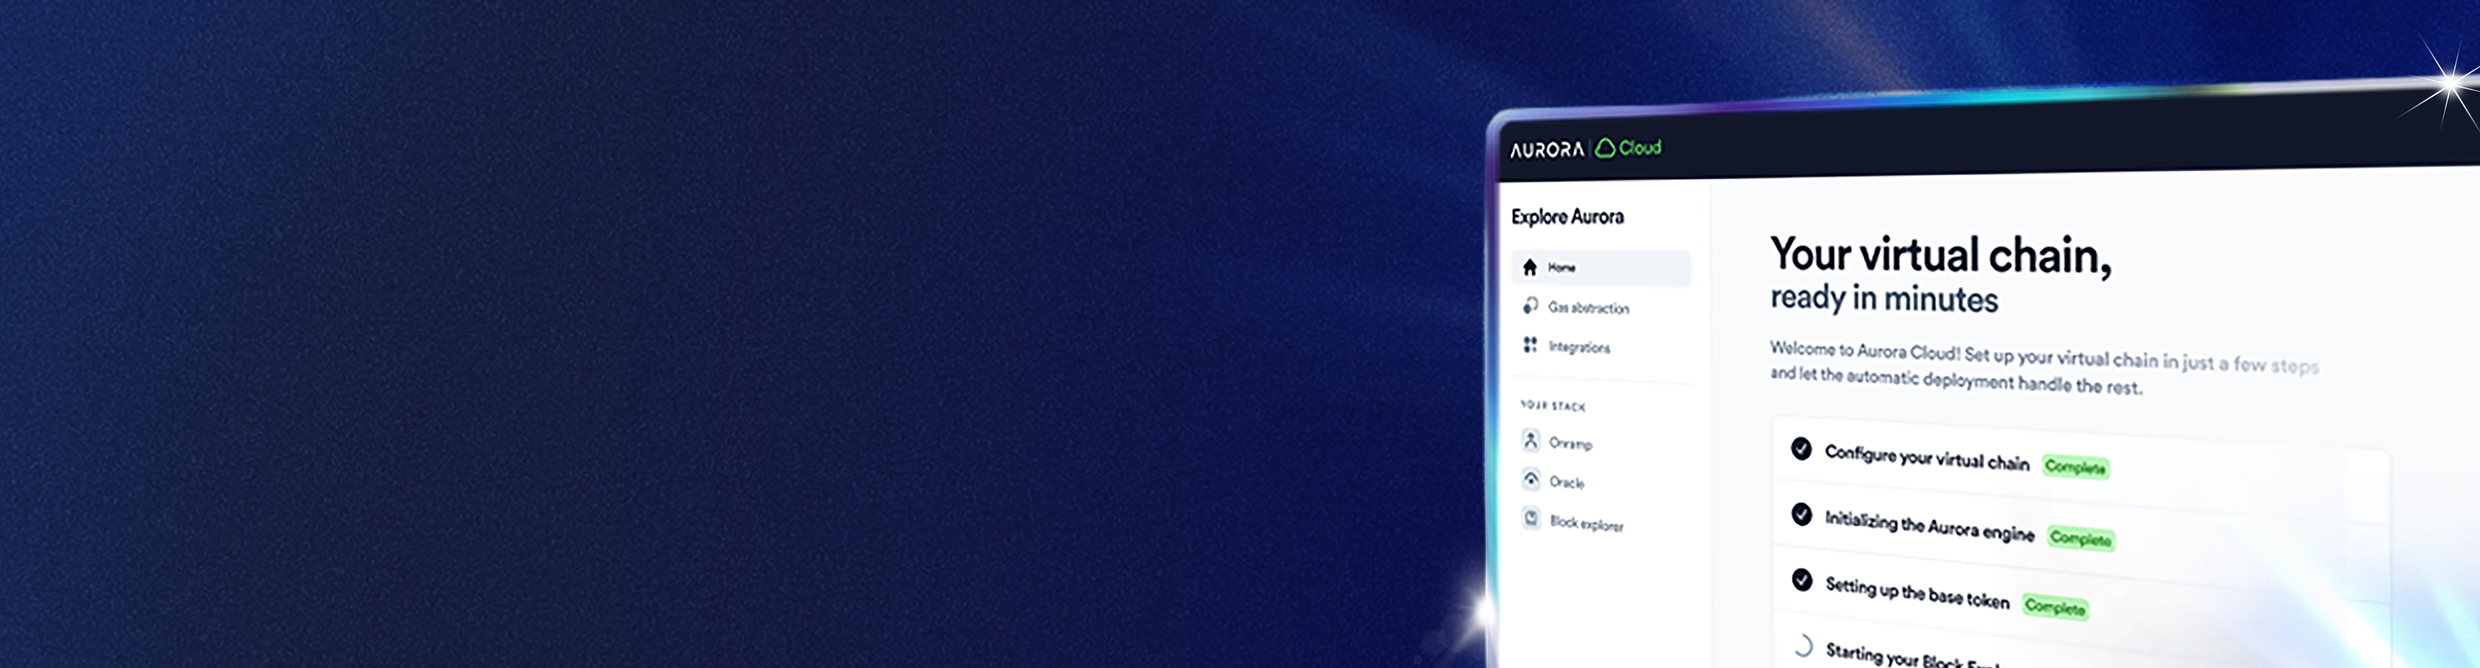 AURORA | Cloud
Explore Aurora
Home
Gas abstraction
Integrations
YOUR STACK
Onramp
Oracle
Block explorer
Your virtual chain,
ready in minutes
Welcome to Aurora Cloud! Set up your virtual chain in just a few steps
and let the automatic deployment handle the rest.
Configure your virtual chain Complete
Initializing the Aurora engine Complete
Setting up the base token Complete
Starting your Block